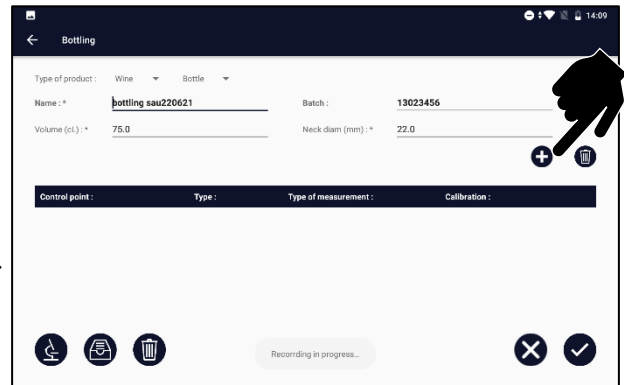 14:09
Bottling
Type of product : Wine Bottle
Name : * bottling sau220621 Batch : 13023456
Volume (cl.) : * 75.0 Neck diam (mm) : * 22.0
Control point : Type : Type of measurement : Calibration :
Recorrding in progress...